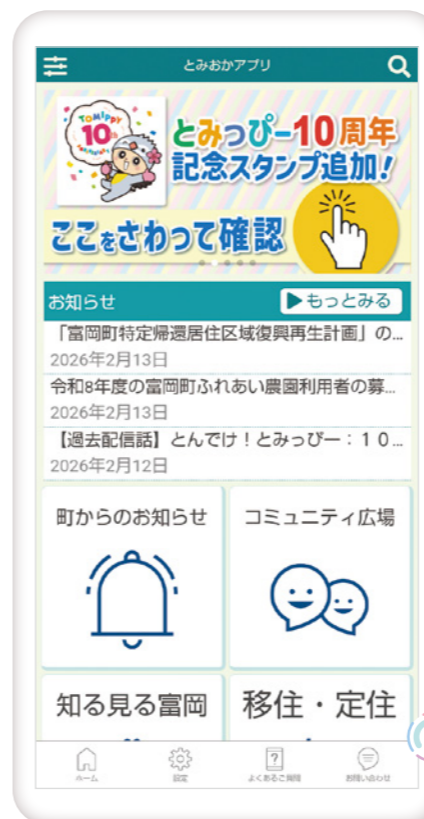 とみおかアプリ
TOMIPPY
10th
とみっぴー10周年
記念スタンプ追加!
ここをさわって確認
お知らせ
▶もっとみる
「富岡町特定帰還居住区域復興再生計画」の...
2026年2月13日
令和8年度の富岡町ふれあい農園利用者の募...
2026年2月13日
【過去配信話】とんでけ!とみっぴー:10...
2026年2月12日
町からのお知らせ
コミュニティ広場
知る見る富岡
移住・定住
ホーム
設定
よくあるご質問
お問い合わせ